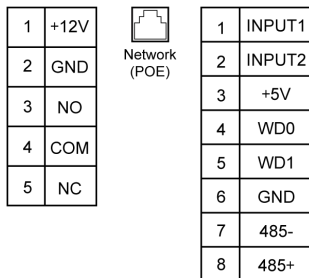 1 +12V
2 GND
3 NO
4 COM
5 NC
Network
(POE)
1 INPUT1
2 INPUT2
3 +5V
4 WD0
5 WD1
6 GND
7 485-
8 485+